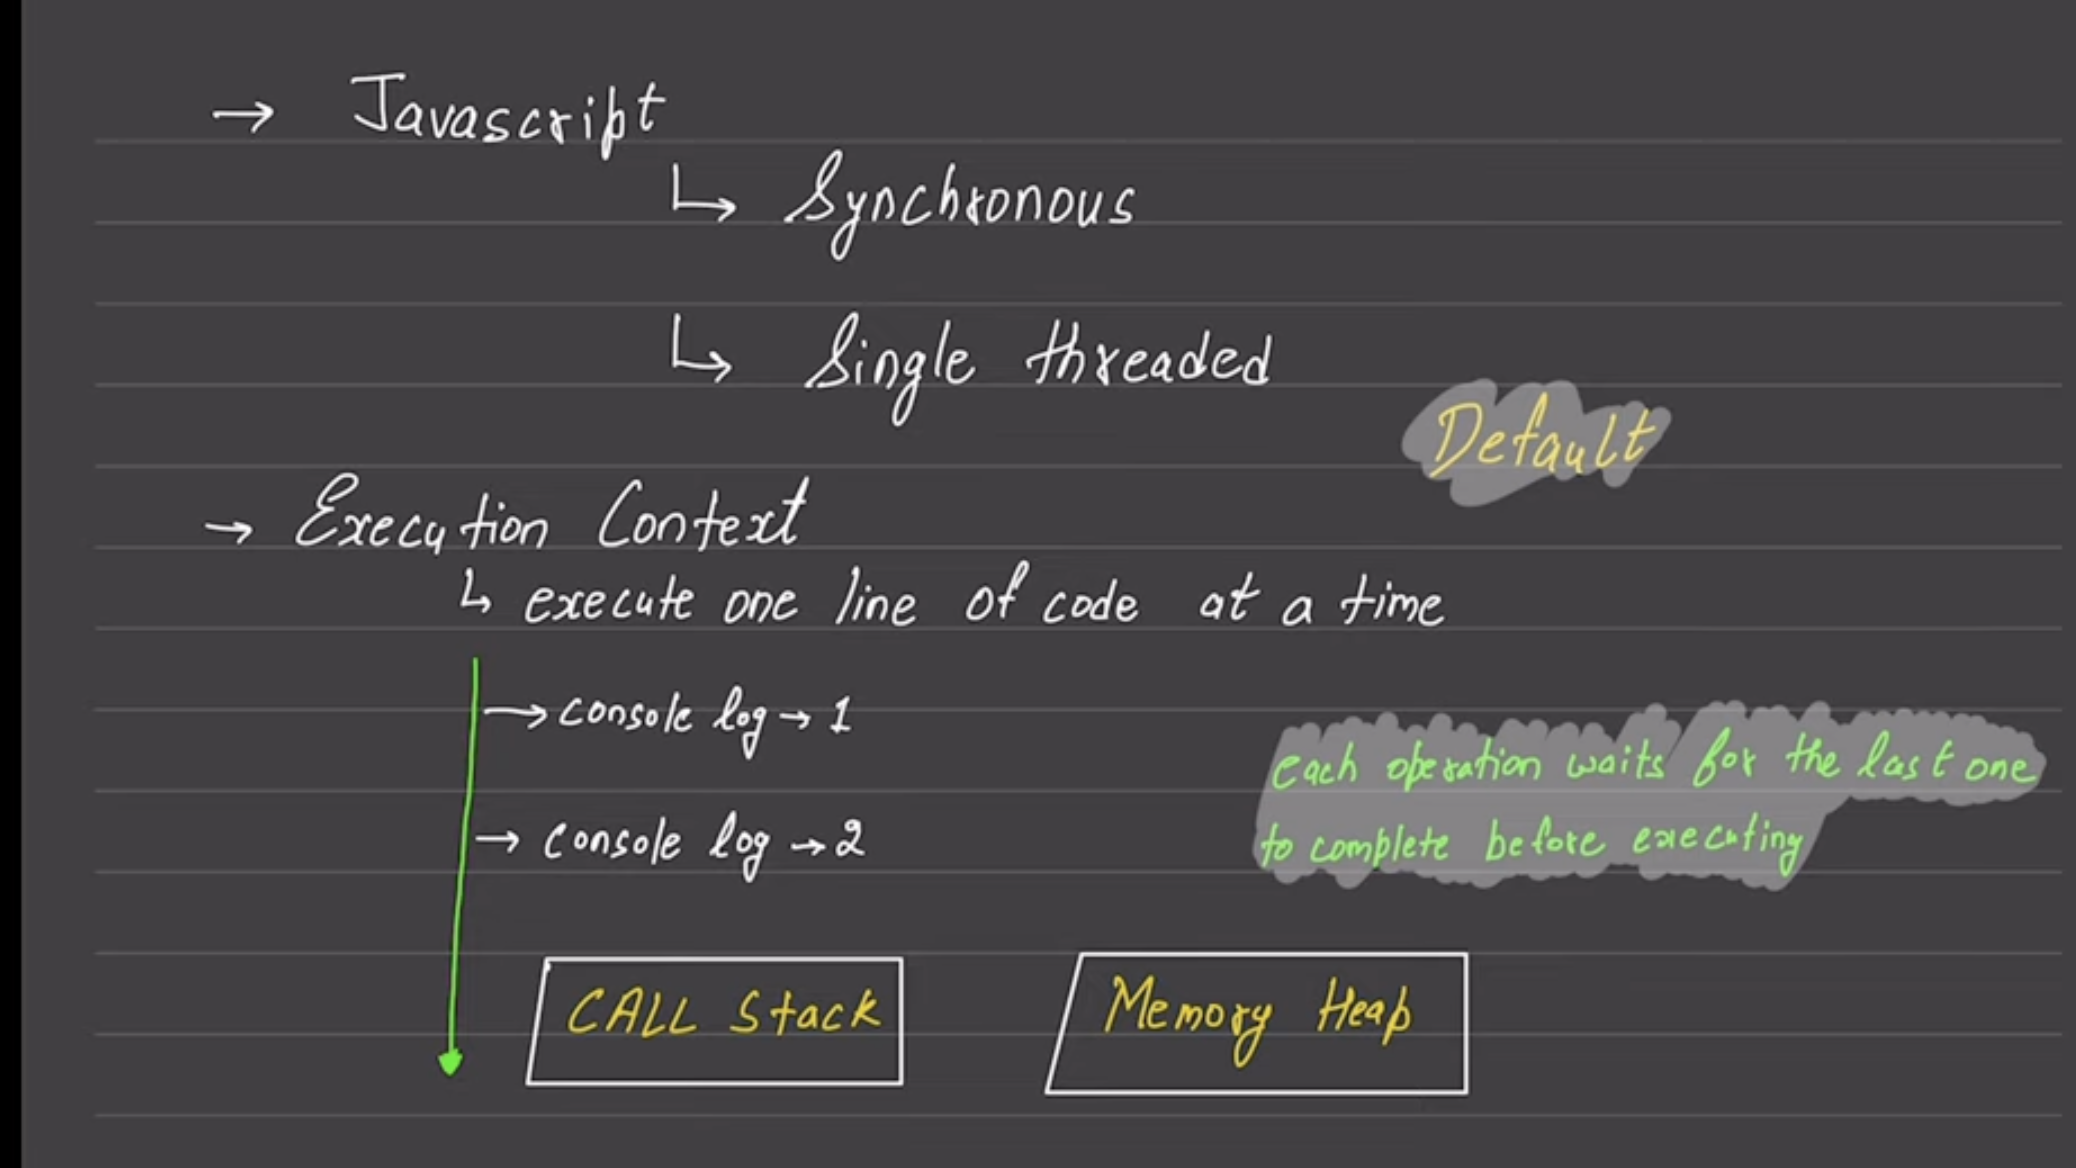 → Javascript
↳ Synchronous
↳ Single threaded
Default
→ Execution Context
↳ execute one line of code at a time
→ console log → 1
each operation waits for the last one
to complete before executing
→ console log → 2
CALL Stack
Memory Heap